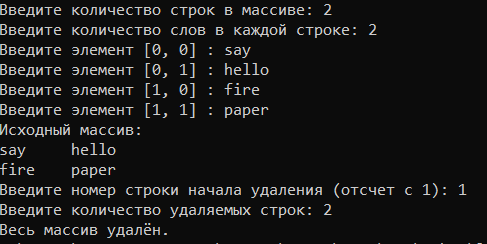 Введите количество строк в массиве: 2
Введите количество слов в каждой строке: 2
Введите элемент [0, 0] : say
Введите элемент [0, 1] : hello
Введите элемент [1, 0] : fire
Введите элемент [1, 1] : paper
Исходный массив:
say     hello
fire    paper
Введите номер строки начала удаления (отсчет с 1): 1
Введите количество удаляемых строк: 2
Весь массив удалён.